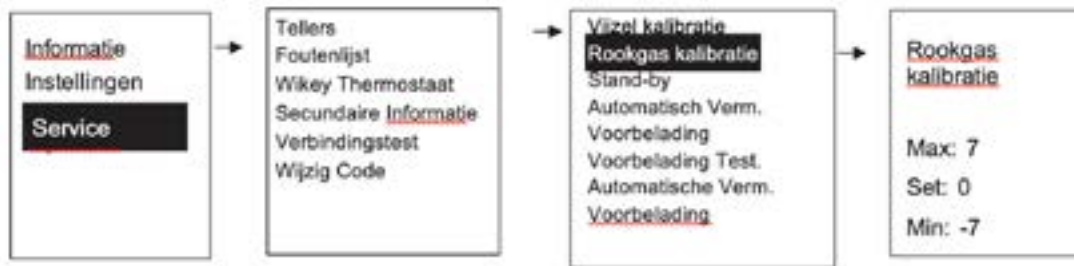 Informatie
Instellingen
Service
Tellers
Foutenlijst
Wikey Thermostaat
Secundaire Informatie
Verbindingstest
Wijzig Code
Vijzel kalibratie
Rookgas kalibratie
Stand-by
Automatisch Verm.
Voorbelading
Voorbelading Test.
Automatische Verm.
Voorbelading
Rookgas
kalibratie
Max: 7
Set: 0
Min: -7